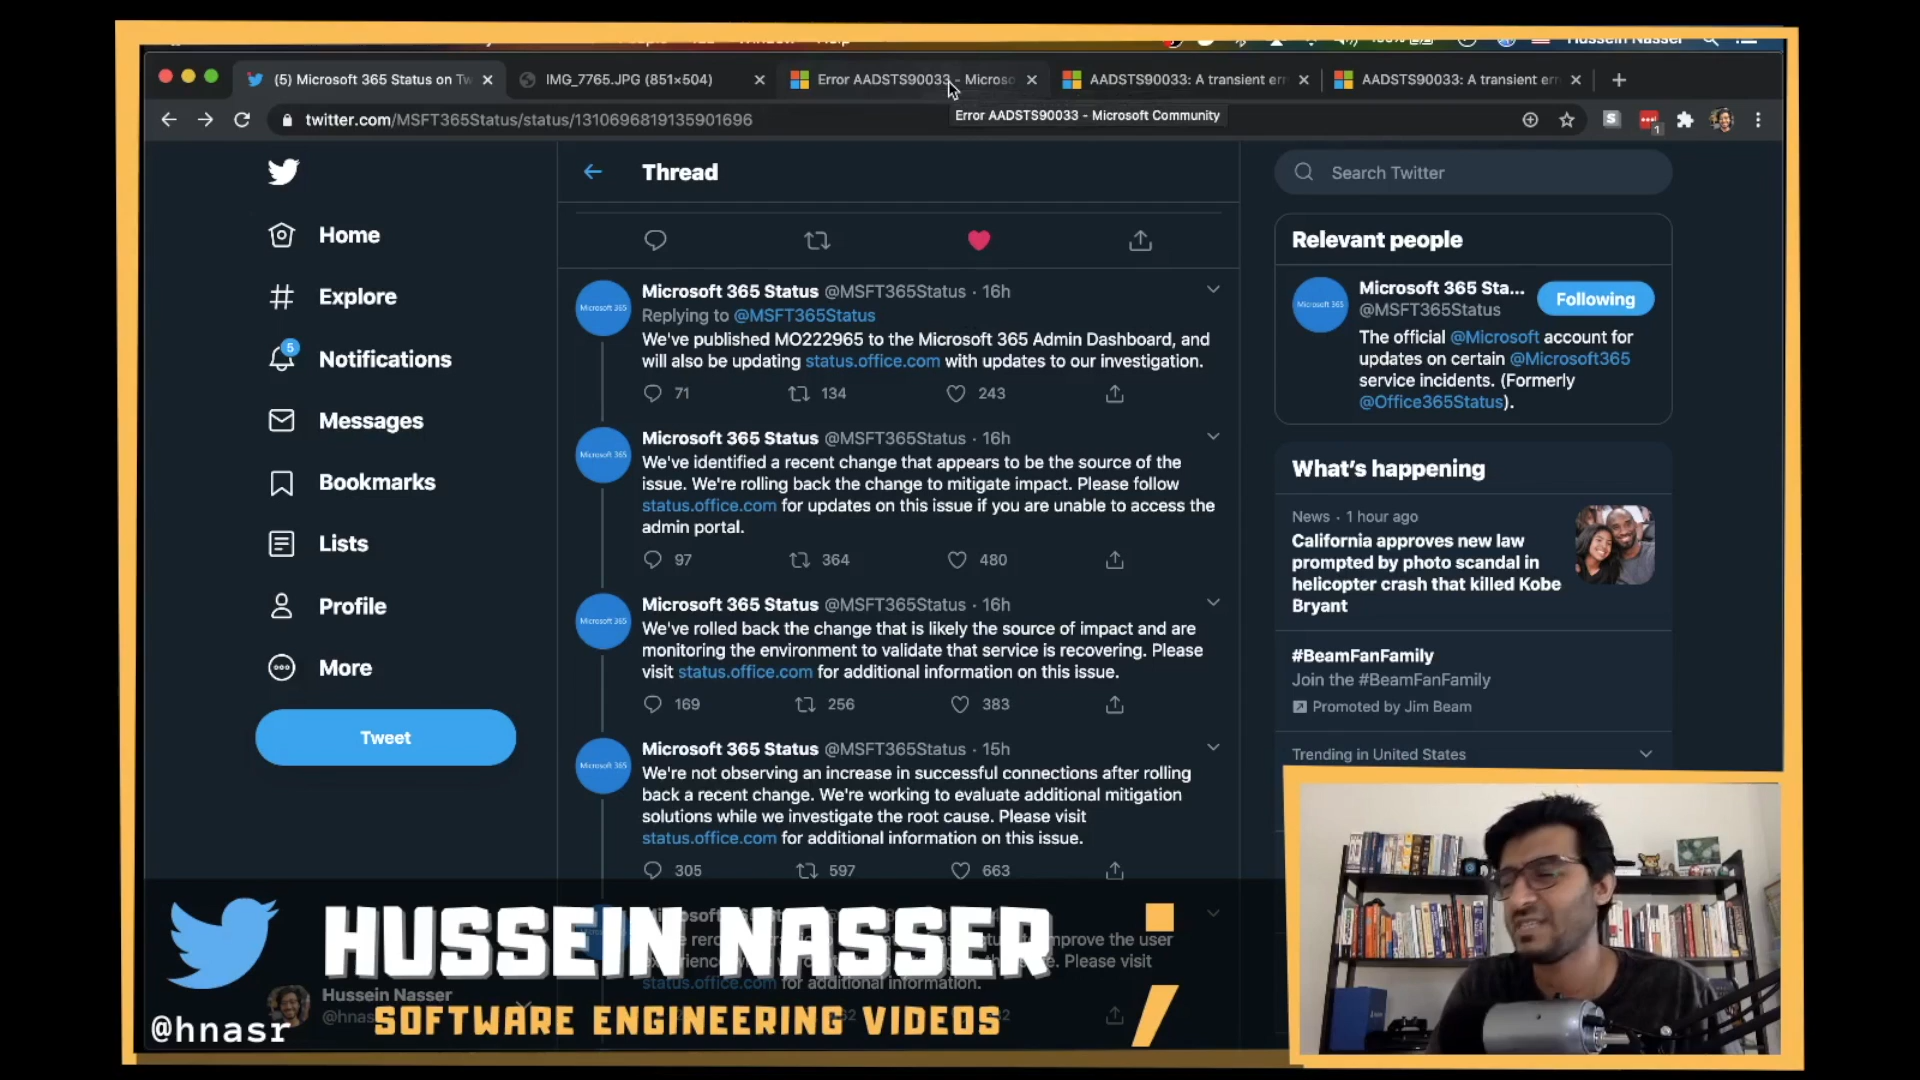 Hussein Nasser
(5) Microsoft 365 Status on Tw
IMG_7765.JPG (851×504)
Error AADSTS90033 - Microso
AADSTS90033: A transient err
AADSTS90033: A transient err
twitter.com/MSFT365Status/status/1310696819135901696
Error AADSTS90033 - Microsoft Community
S
1
Home
Explore
5
Notifications
Messages
Bookmarks
Lists
Profile
More
Tweet
Thread
Microsoft 365
Microsoft 365 Status @MSFT365Status · 16h
Replying to @MSFT365Status
We've published MO222965 to the Microsoft 365 Admin Dashboard, and
will also be updating status.office.com with updates to our investigation.
71 134 243
Microsoft 365
Microsoft 365 Status @MSFT365Status · 16h
We've identified a recent change that appears to be the source of the
issue. We're rolling back the change to mitigate impact. Please follow
status.office.com for updates on this issue if you are unable to access the
admin portal.
97 364 480
Microsoft 365
Microsoft 365 Status @MSFT365Status · 16h
We've rolled back the change that is likely the source of impact and are
monitoring the environment to validate that service is recovering. Please
visit status.office.com for additional information on this issue.
169 256 383
Microsoft 365
Microsoft 365 Status @MSFT365Status · 15h
We're not observing an increase in successful connections after rolling
back a recent change. We're working to evaluate additional mitigation
solutions while we investigate the root cause. Please visit
status.office.com for additional information on this issue.
305 597 663
improve the user
Please visit
status.office.com for additional information.
Search Twitter
Relevant people
Microsoft 365
Microsoft 365 Sta...
@MSFT365Status
Following
The official @Microsoft account for
updates on certain @Microsoft365
service incidents. (Formerly
@Office365Status).
What's happening
News · 1 hour ago
California approves new law
prompted by photo scandal in
helicopter crash that killed Kobe
Bryant
#BeamFanFamily
Join the #BeamFanFamily
Promoted by Jim Beam
Trending in United States
HUSSEIN NASSER
Hussein Nasser
@hnasr
SOFTWARE ENGINEERING VIDEOS